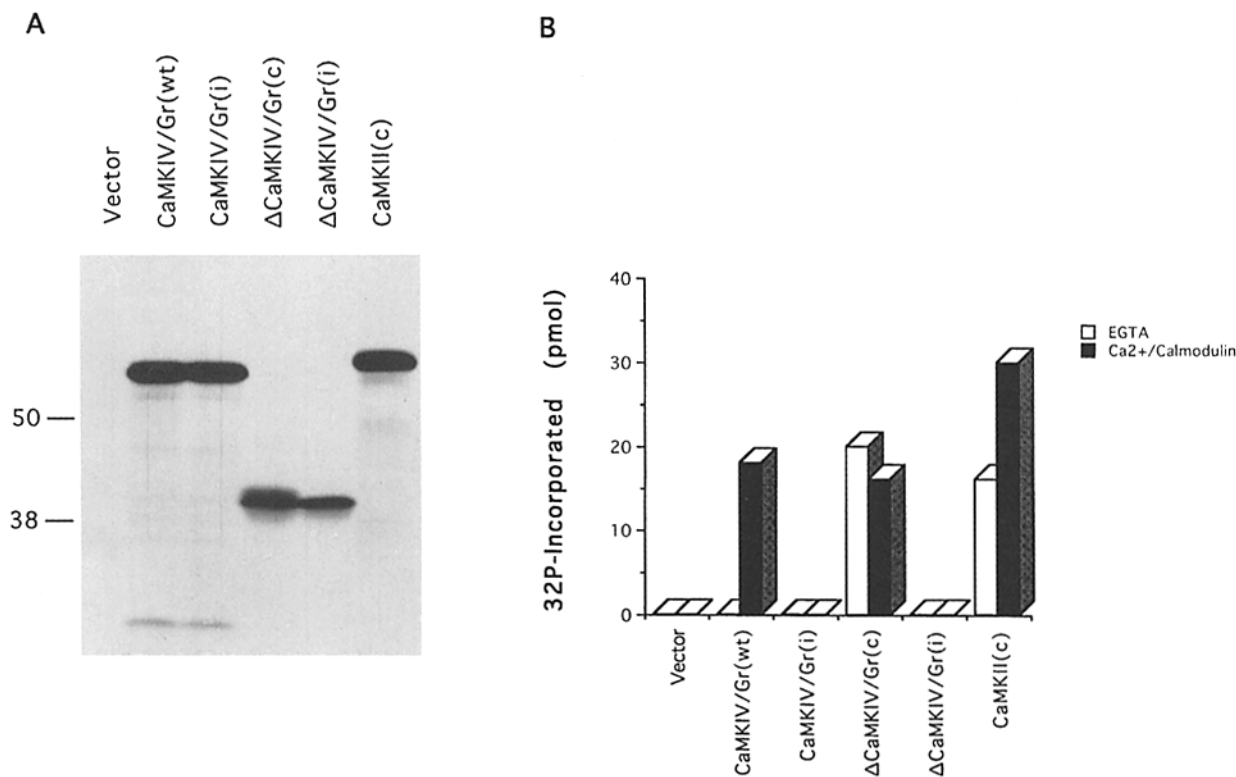 A
Vector
CaMKIV/Gr(wt)
CaMKIV/Gr(i)
ΔCaMKIV/Gr(c)
ΔCaMKIV/Gr(i)
CaMKII(c)
50
38
B
32P-Incorporated (pmol)
40
30
20
10
0
EGTA
Ca2+/Calmodulin
Vector
CaMKIV/Gr(wt)
CaMKIV/Gr(i)
ΔCaMKIV/Gr(c)
ΔCaMKIV/Gr(i)
CaMKII(c)